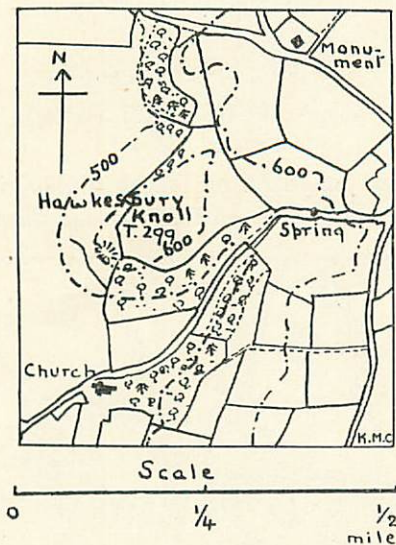 N
Monu-
ment
500
600
Hawkesbury
Knoll
T. 299
600
Spring
Church
K.M.C
Scale
0 1/4 1/2
mile